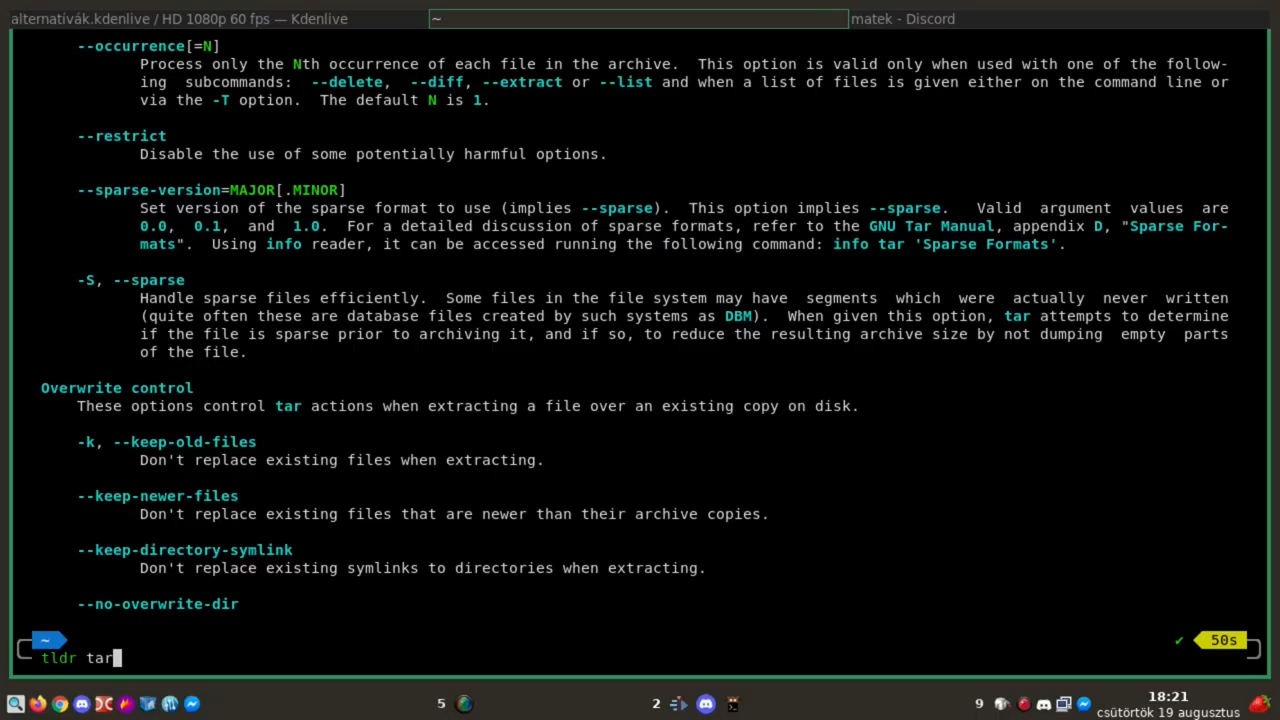 alternatívák.kdenlive / HD 1080p 60 fps — Kdenlive
~
matek - Discord
--occurrence[=N]
Process only the Nth occurrence of each file in the archive. This option is valid only when used with one of the follow-
ing subcommands: --delete, --diff, --extract or --list and when a list of files is given either on the command line or
via the -T option. The default N is 1.
--restrict
Disable the use of some potentially harmful options.
--sparse-version=MAJOR[.MINOR]
Set version of the sparse format to use (implies --sparse). This option implies --sparse. Valid argument values are
0.0, 0.1, and 1.0. For a detailed discussion of sparse formats, refer to the GNU Tar Manual, appendix D, "Sparse For-
mats". Using info reader, it can be accessed running the following command: info tar 'Sparse Formats'.
-S, --sparse
Handle sparse files efficiently. Some files in the file system may have segments which were actually never written
(quite often these are database files created by such systems as DBM). When given this option, tar attempts to determine
if the file is sparse prior to archiving it, and if so, to reduce the resulting archive size by not dumping empty parts
of the file.
Overwrite control
These options control tar actions when extracting a file over an existing copy on disk.
-k, --keep-old-files
Don't replace existing files when extracting.
--keep-newer-files
Don't replace existing files that are newer than their archive copies.
--keep-directory-symlink
Don't replace existing symlinks to directories when extracting.
--no-overwrite-dir
~ ✔ 50s
tldr tar
5
2
9
18:21
csütörtök 19 augusztus